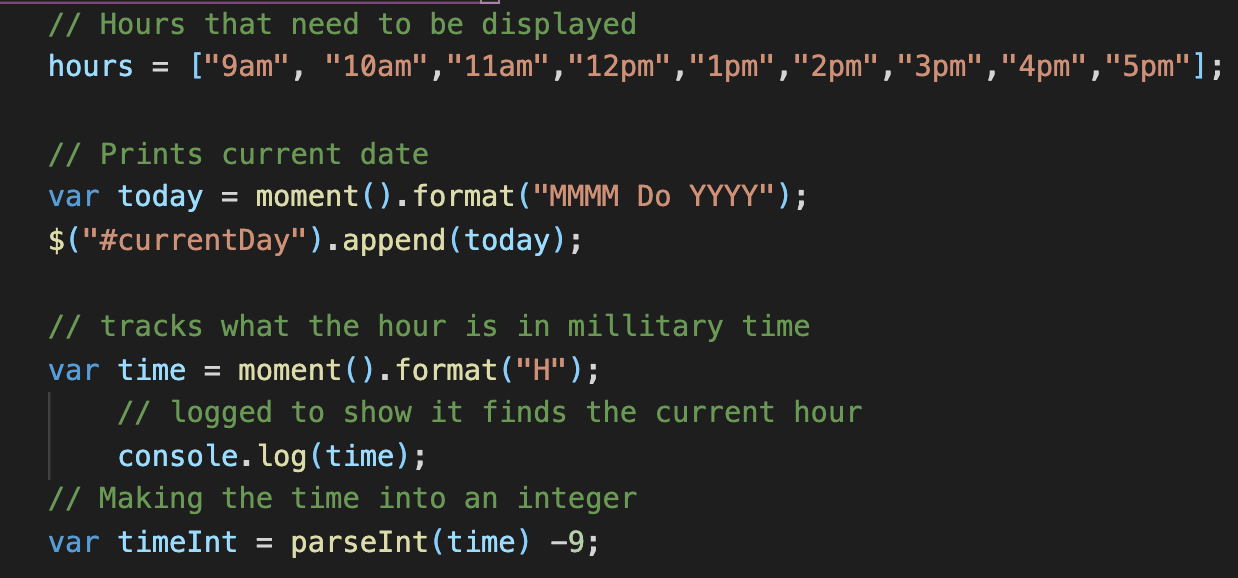 // Hours that need to be displayed
hours = ["9am", "10am","11am","12pm","1pm","2pm","3pm","4pm","5pm"];
// Prints current date
var today = moment().format("MMMM Do YYYY");
$("#currentDay").append(today);
// tracks what the hour is in millitary time
var time = moment().format("H");
// logged to show it finds the current hour
console.log(time);
// Making the time into an integer
var timeInt = parseInt(time) -9;